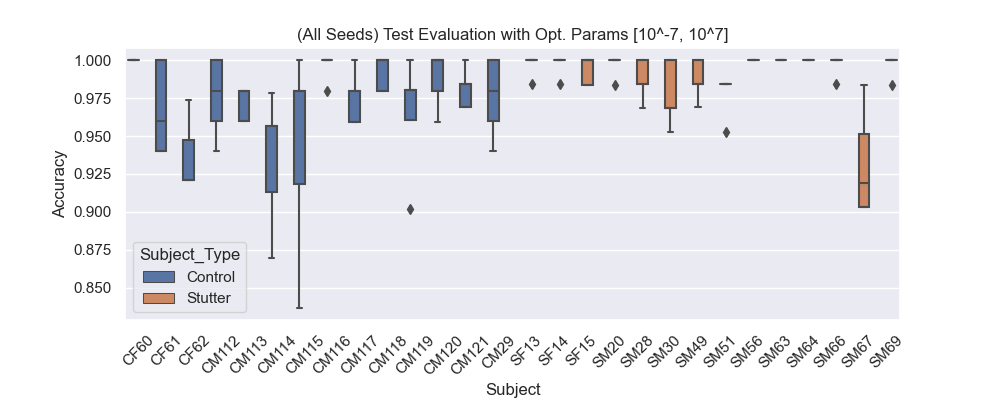 (All Seeds) Test Evaluation with Opt. Params [10^-7, 10^7]
1.000
0.975
0.950
0.925
0.900
0.875
0.850
Accuracy
Subject_Type
Control
Stutter
CF60
CF61
CF62
CM112
CM113
CM114
CM115
CM116
CM117
CM118
CM119
CM120
CM121
CM29
SF13
SF14
SF15
SM20
SM28
SM30
SM49
SM51
SM56
SM63
SM64
SM66
SM67
SM69
Subject